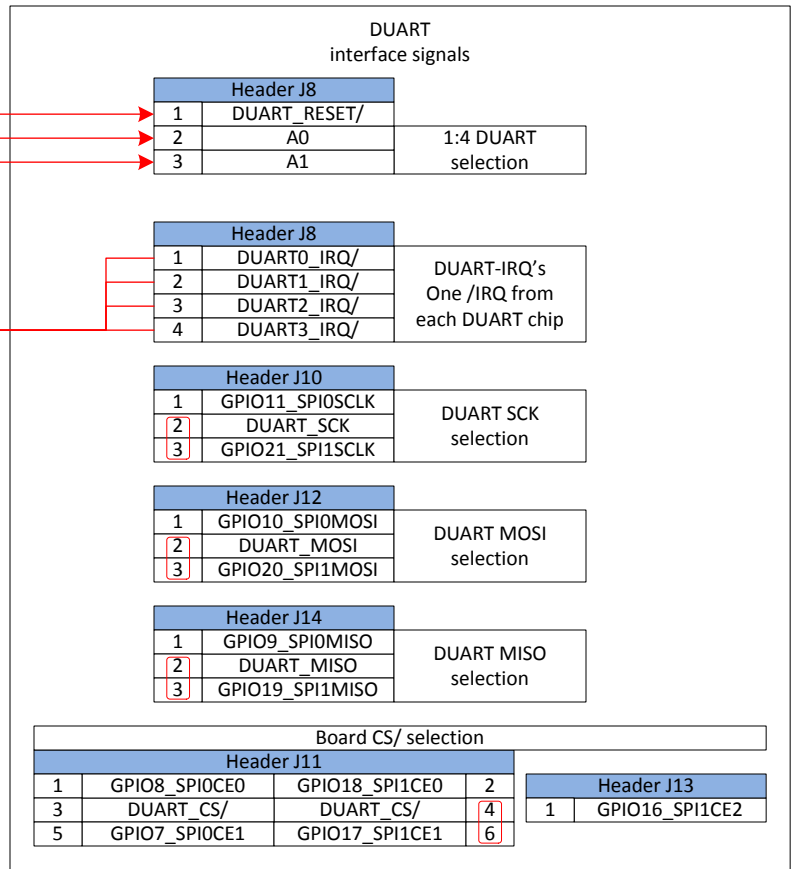 DUART
interface signals
Header J8
1 DUART_RESET/
2 A0
3 A1
1:4 DUART
selection
Header J8
1 DUART0_IRQ/
2 DUART1_IRQ/
3 DUART2_IRQ/
4 DUART3_IRQ/
DUART-IRQ’s
One /IRQ from
each DUART chip
Header J10
1 GPIO11_SPI0SCLK
2 DUART_SCK
3 GPIO21_SPI1SCLK
DUART SCK
selection
Header J12
1 GPIO10_SPI0MOSI
2 DUART_MOSI
3 GPIO20_SPI1MOSI
DUART MOSI
selection
Header J14
1 GPIO9_SPI0MISO
2 DUART_MISO
3 GPIO19_SPI1MISO
DUART MISO
selection
Board CS/ selection
Header J11
1 GPIO8_SPI0CE0 GPIO18_SPI1CE0 2
3 DUART_CS/ DUART_CS/ 4
5 GPIO7_SPI0CE1 GPIO17_SPI1CE1 6
Header J13
1 GPIO16_SPI1CE2